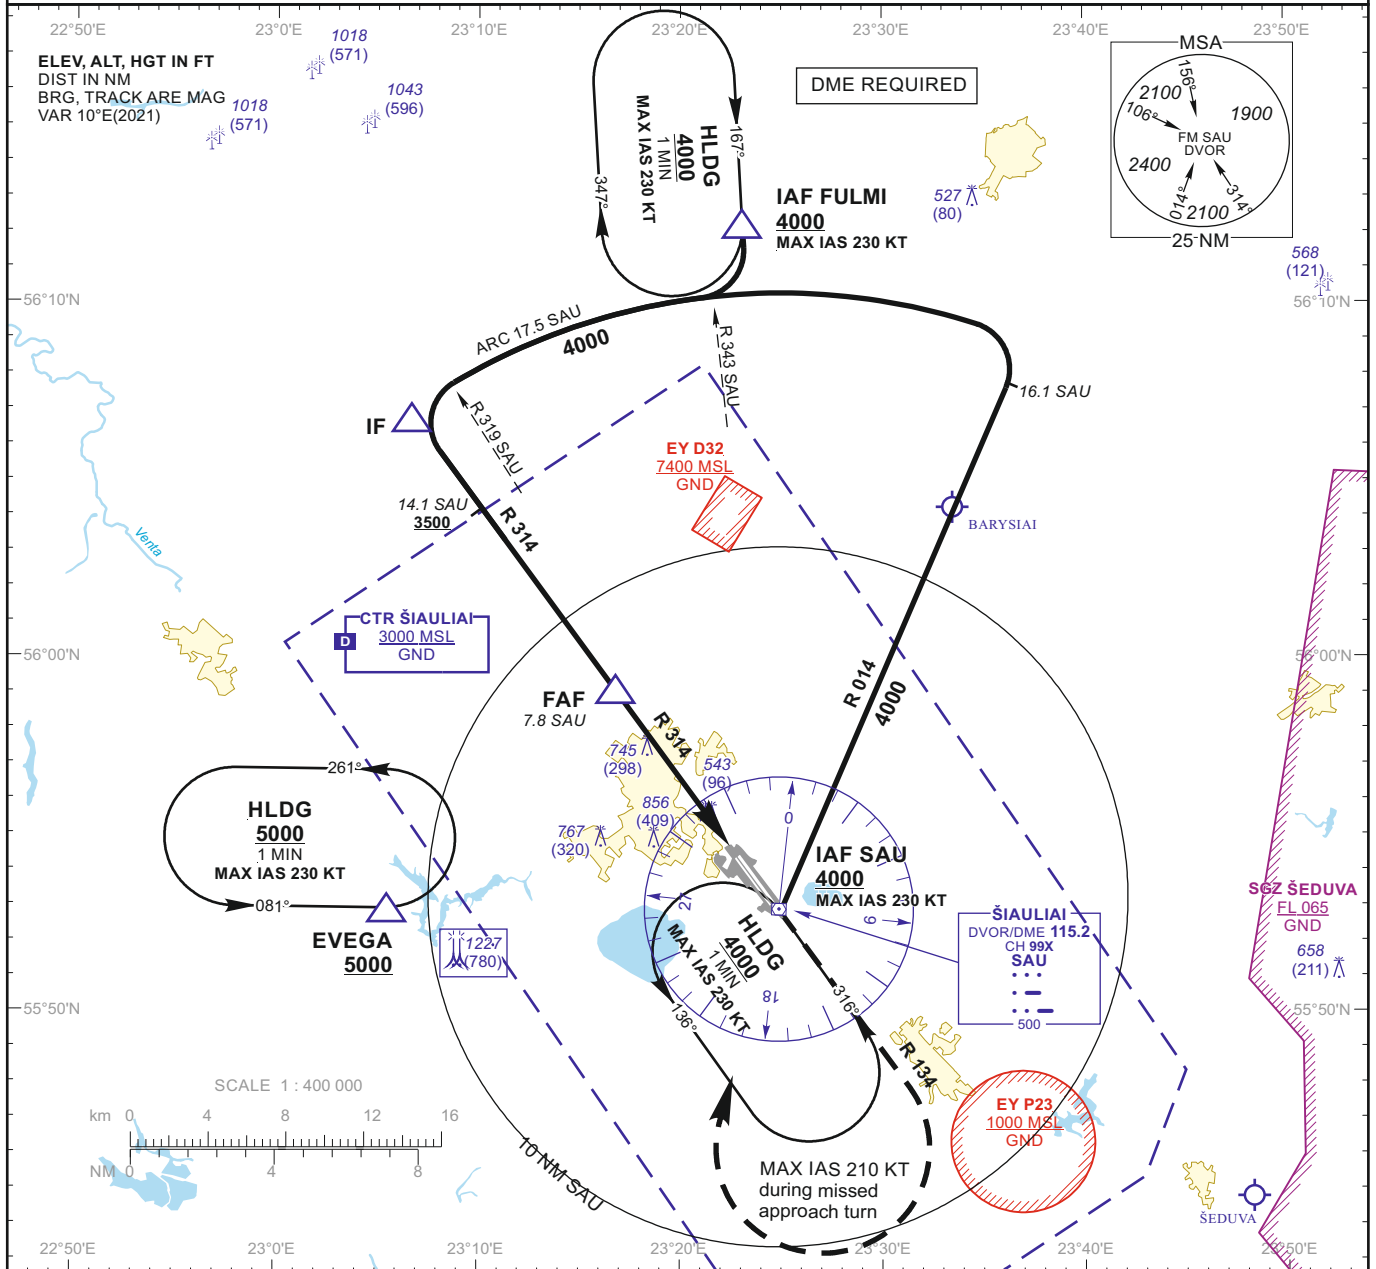 22°50'E
23°0'E
23°10'E
23°20'E
23°30'E
23°40'E
23°50'E
ELEV, ALT, HGT IN FT
DIST IN NM
BRG, TRACK ARE MAG
VAR 10°E(2021)
1018
(571)
1018
(571)
1043
(596)
HLDG
4000
1 MIN
MAX IAS 230 KT
167°
347°
DME REQUIRED
MSA
156°
2100
106°
1900
FM SAU
DVOR
2400
014°
314°
2100
25 NM
IAF FULMI
4000
MAX IAS 230 KT
527
(80)
568
(121)
56°10'N
56°10'N
ARC 17.5 SAU
4000
R 343 SAU
16.1 SAU
IF
R 319 SAU
EY D32
7400 MSL
GND
14.1 SAU
3500
R 314
BARYSIAI
Venta
CTR ŠIAULIAI
D
3000 MSL
GND
56°00'N
56°00'N
FAF
7.8 SAU
R 014
4000
R 314
745
(298)
543
(96)
261°
HLDG
5000
1 MIN
MAX IAS 230 KT
081°
856
(409)
767
(320)
0
IAF SAU
4000
MAX IAS 230 KT
27
9
18
EVEGA
5000
1227
(780)
HLDG
4000
1 MIN
MAX IAS 230 KT
136°
316°
ŠIAULIAI
DVOR/DME 115.2
CH 99X
SAU
500
SGZ ŠEDUVA
FL 065
GND
658
(211)
55°50'N
55°50'N
R 134
EY P23
1000 MSL
GND
SCALE 1 : 400 000
km 0 4 8 12 16
NM 0 4 8
10 NM SAU
MAX IAS 210 KT
during missed
approach turn
ŠEDUVA
22°50'E
23°0'E
23°10'E
23°20'E
23°30'E
23°40'E
23°50'E